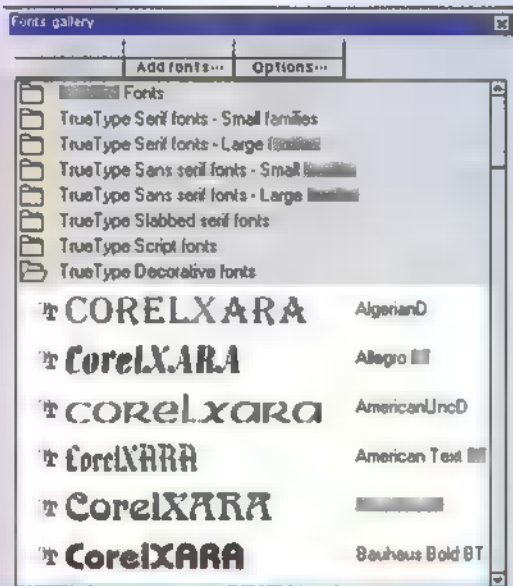 Fonts gallery
Add fonts... Options...
Fonts
TrueType Serif fonts - Small families
TrueType Serif fonts - Large
TrueType Sans serif fonts - Small
TrueType Sans serif fonts - Large
TrueType Slabbed serif fonts
TrueType Script fonts
TrueType Decorative fonts
CORELXARA AlgerianD
CorelXARA Allegro
corelxara AmericanUncD
CorelXARA American Text
CorelXARA
CorelXARA Bauhaus Bold BT